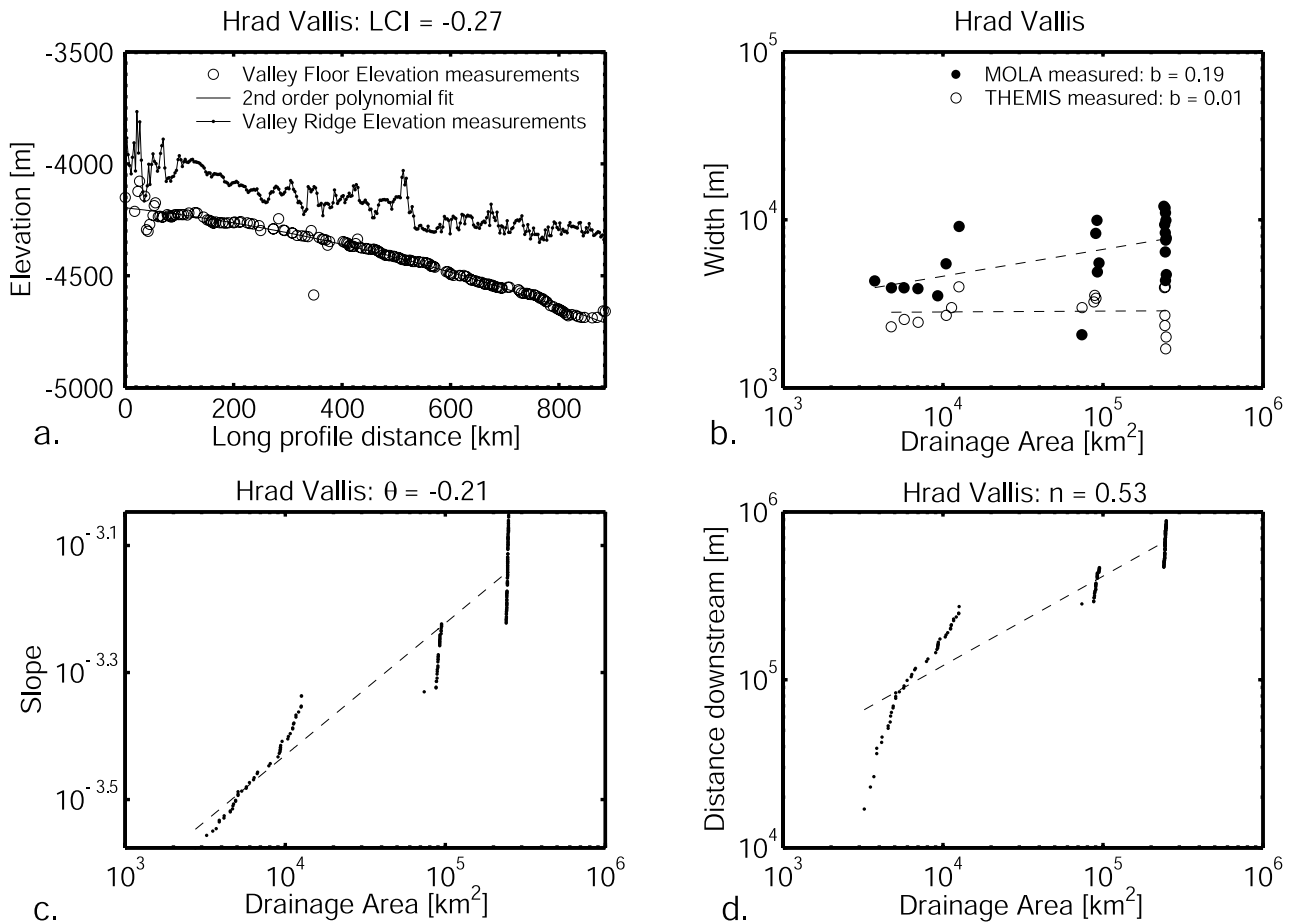 Hrad Vallis: LCI = -0.27
-3500
-4000
-4500
-5000
Elevation [m]
Valley Floor Elevation measurements
2nd order polynomial fit
Valley Ridge Elevation measurements
0 200 400 600 800
Long profile distance [km]
a.
Hrad Vallis
10^5
10^4
10^3
Width [m]
MOLA measured: b = 0.19
THEMIS measured: b = 0.01
10^3 10^4 10^5 10^6
Drainage Area [km^2]
b.
Hrad Vallis: θ = -0.21
10^-3.1
10^-3.3
10^-3.5
Slope
10^3 10^4 10^5 10^6
Drainage Area [km^2]
c.
Hrad Vallis: n = 0.53
10^6
10^5
10^4
Distance downstream [m]
10^3 10^4 10^5 10^6
Drainage Area [km^2]
d.